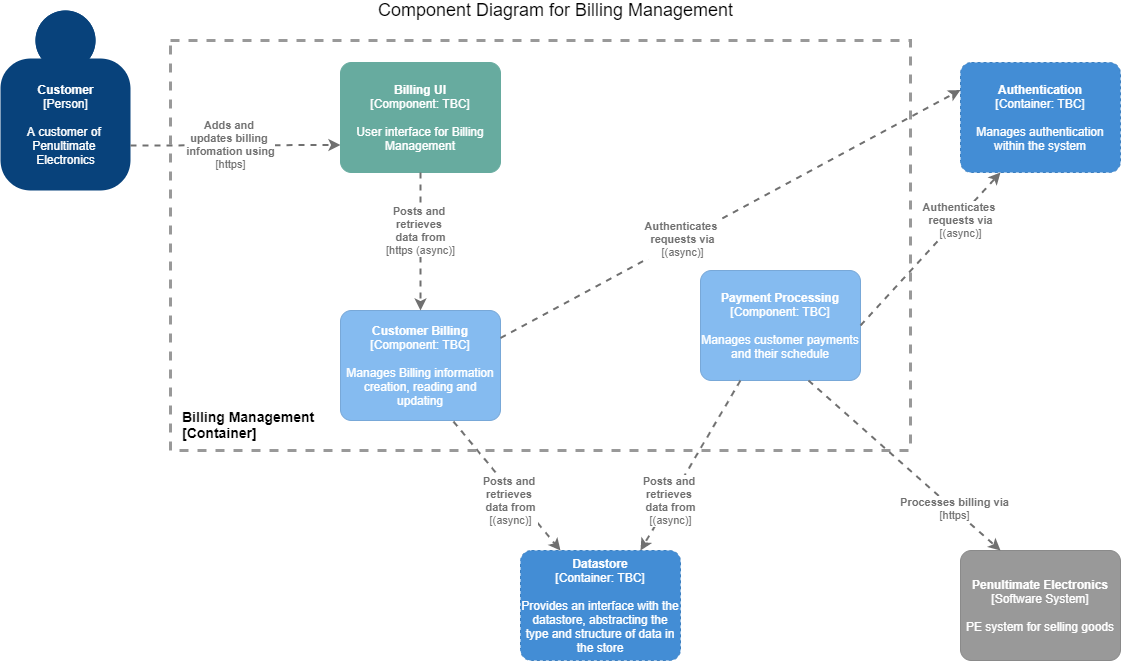 Component Diagram for Billing Management
Customer
[Person]
A customer of
Penultimate
Electronics
Adds and
updates billing
infomation using
[https]
Billing UI
[Component: TBC]
User interface for Billing
Management
Authentication
[Container: TBC]
Manages authentication
within the system
Posts and
retrieves
data from
[https (async)]
Authenticates
requests via
[(async)]
Authenticates
requests via
[(async)]
Customer Billing
[Component: TBC]
Manages Billing information
creation, reading and
updating
Payment Processing
[Component: TBC]
Manages customer payments
and their schedule
Billing Management
[Container]
Posts and
retrieves
data from
[(async)]
Posts and
retrieves
data from
[(async)]
Processes billing via
[https]
Datastore
[Container: TBC]
Provides an interface with the
datastore, abstracting the
type and structure of data in
the store
Penultimate Electronics
[Software System]
PE system for selling goods